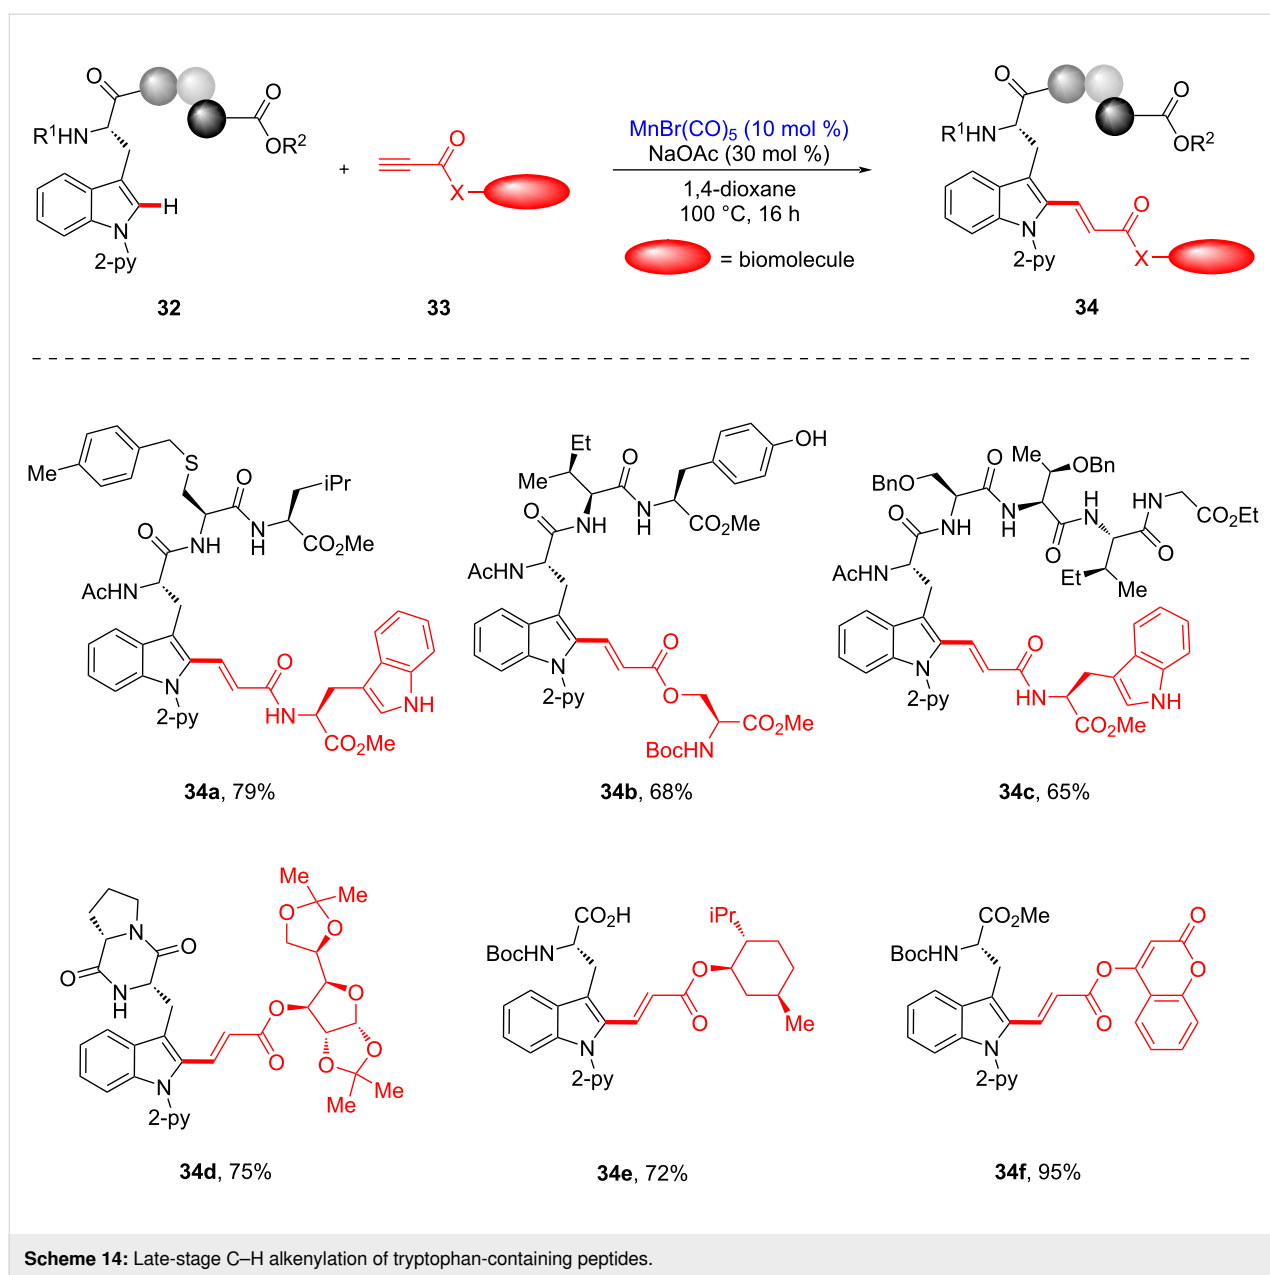 O
O
R¹HN
OR²
H
N
2-py
32
+
O
X
33
MnBr(CO)₅ (10 mol %)
NaOAc (30 mol %)
1,4-dioxane
100 °C, 16 h
= biomolecule
O
O
R¹HN
OR²
O
N
X
2-py
34
Me
S
O
iPr
O
N
H
N
H
CO₂Me
AcHN
O
N
HN
NH
2-py
CO₂Me
34a, 79%
Et
OH
Me
O
O
N
H
N
H
CO₂Me
AcHN
O
N
O
2-py
CO₂Me
BocHN
34b, 68%
Me
OBn
BnO
O
H
N
HN
O
N
H
N
H
CO₂Et
O
O
AcHN
Et
Me
O
N
HN
NH
2-py
CO₂Me
34c, 65%
Me
Me
O
O
N
O
O
N
H
O
O
O
O
N
O
2-py
Me
Me
34d, 75%
CO₂H
iPr
BocHN
O
N
O
Me
2-py
34e, 72%
CO₂Me
O
BocHN
O
O
N
O
2-py
34f, 95%
Scheme 14: Late-stage C–H alkenylation of tryptophan-containing peptides.